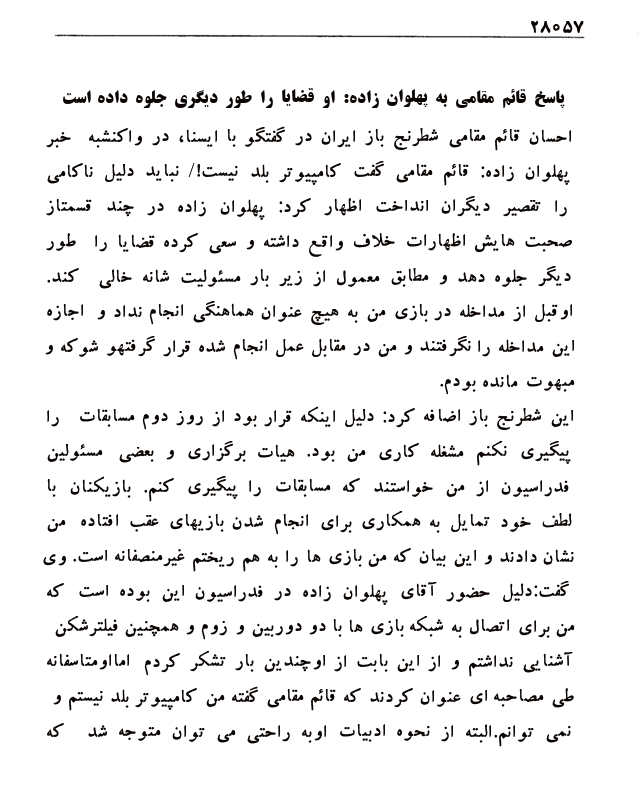 ۲۸۰۵۷
پاسخ قائم مقامی به پهلوان زاده: او قضایا را طور دیگری جلوه داده است
احسان قائم مقامی شطرنج باز ایران در گفتگو با ایسنا، در واکنشبه خبر
پهلوان زاده: قائم مقامی گفت کامپیوتر بلد نیست!/ نباید دلیل ناکامی
را تقصیر دیگران انداخت اظهار کرد: پهلوان زاده در چند قسمتاز
صحبت هایش اظهارات خلاف واقع داشته و سعی کرده قضایا را طور
دیگر جلوه دهد و مطابق معمول از زیر بار مسئولیت شانه خالی کند.
اوقبل از مداخله در بازی من به هیچ عنوان هماهنگی انجام نداد و اجازه
این مداخله را نگرفتند و من در مقابل عمل انجام شده قرار گرفتهو شوکه و
مبهوت مانده بودم.
این شطرنج باز اضافه کرد: دلیل اینکه قرار بود از روز دوم مسابقات را
پیگیری نکنم مشغله کاری من بود. هیات برگزاری و بعضی مسئولین
فدراسیون از من خواستند که مسابقات را پیگیری کنم. بازیکنان با
لطف خود تمایل به همکاری برای انجام شدن بازیهای عقب افتاده من
نشان دادند و این بیان که من بازی ها را به هم ریختم غیرمنصفانه است. وی
گفت:دلیل حضور آقای پهلوان زاده در فدراسیون این بوده است که
من برای اتصال به شبکه بازی ها با دو دوربین و زوم و همچنین فیلترشکن
آشنایی نداشتم و از این بابت از اوچندین بار تشکر کردم امااومتاسفانه
طی مصاحبه ای عنوان کردند که قائم مقامی گفته من کامپیوتر بلد نیستم و
نمی توانم.البته از نحوه ادبیات اوبه راحتی می توان متوجه شد که